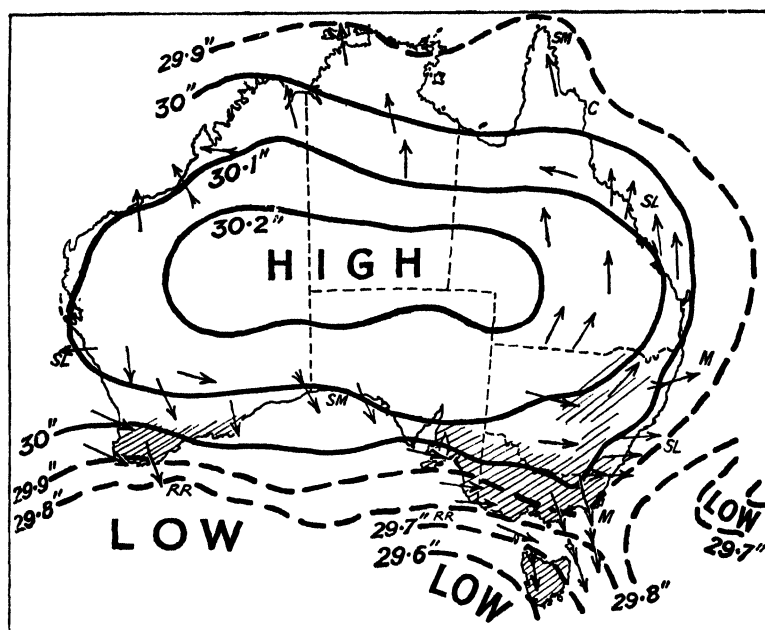 29·9"
SM
30"
C
30·1"
SL
30·2"
HIGH
SL
M
SM
30"
SL
29·9"
RR
29·8"
LOW
M
29·7" RR
LOW
29·7"
29·6"
LOW
29·8"